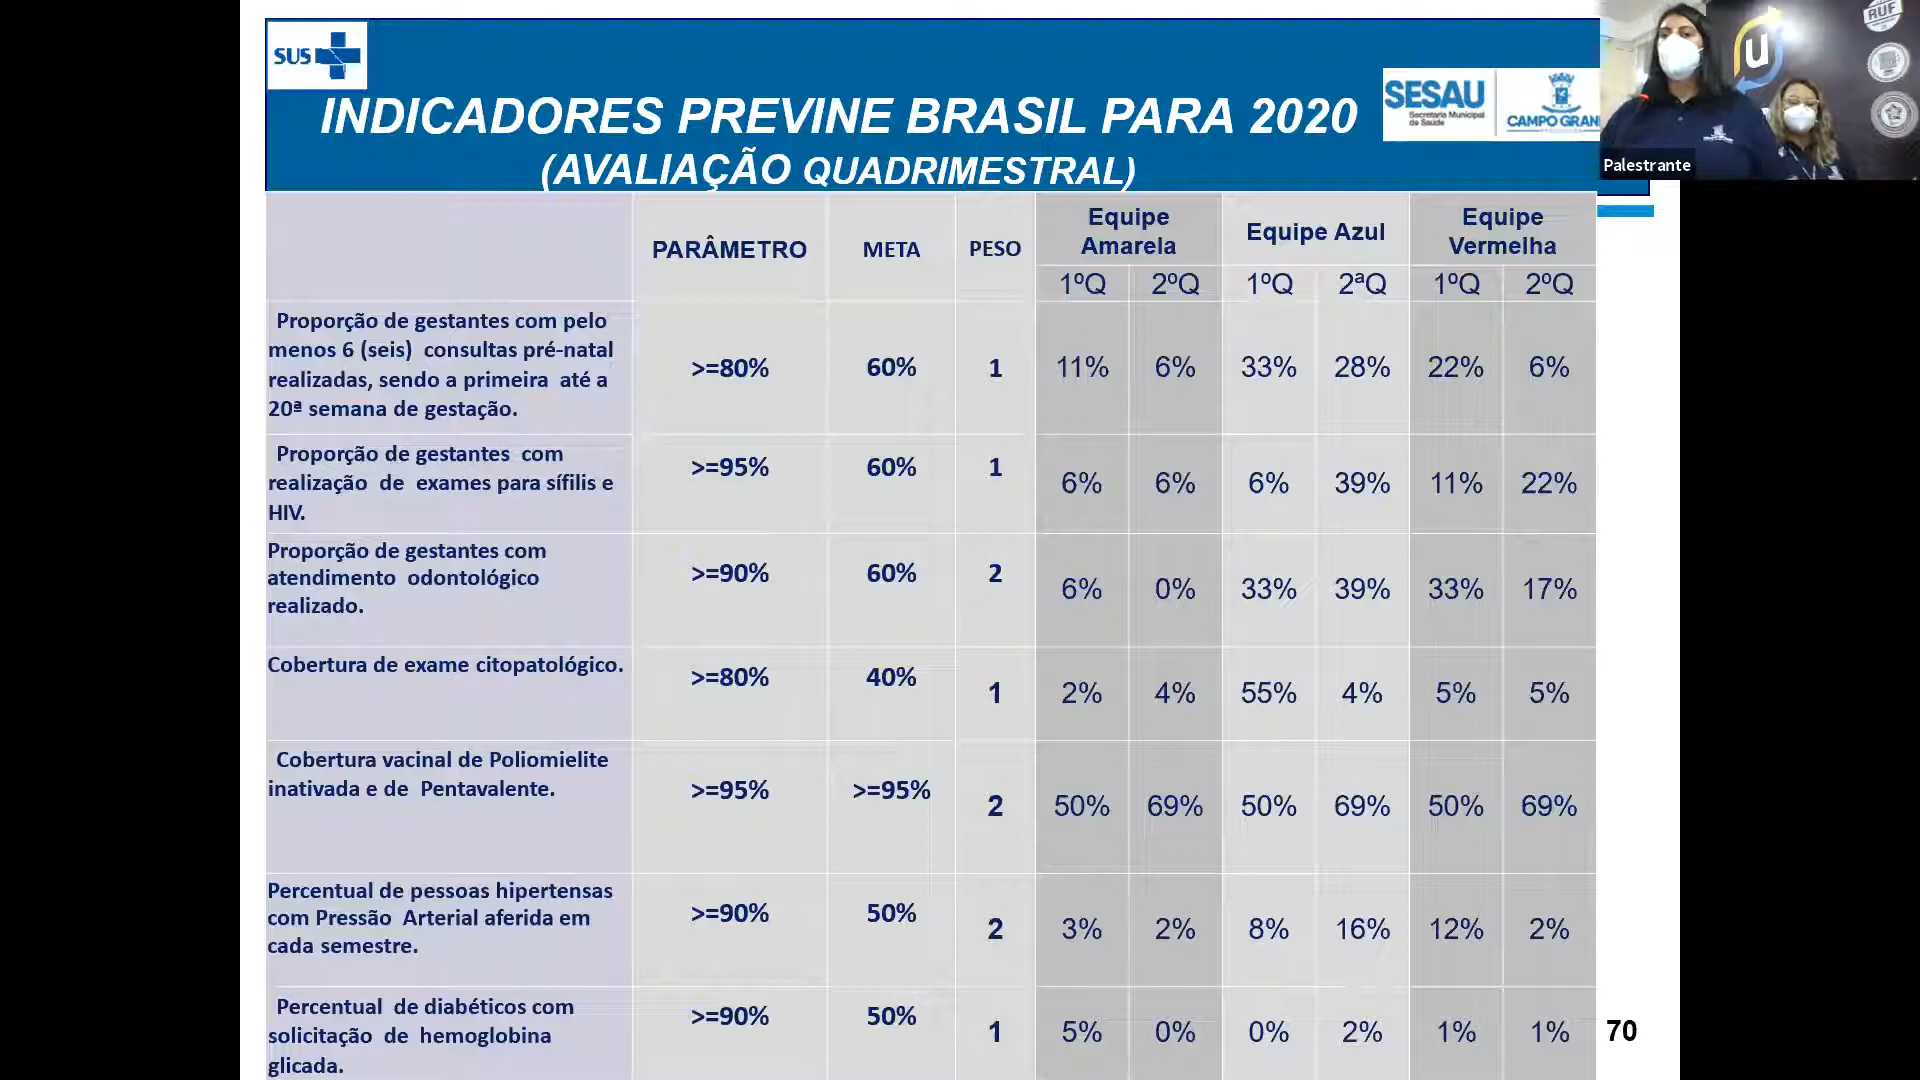 SUS
INDICADORES PREVINE BRASIL PARA 2020
(AVALIAÇÃO QUADRIMESTRAL)
SESAU
Secretaria Municipal
da Saúde
CAMPO GRAN
RUF
U
Palestrante
PARÂMETRO META PESO Equipe Amarela Equipe Azul Equipe Vermelha
1ºQ 2ºQ 1ºQ 2ªQ 1ºQ 2ºQ
Proporção de gestantes com pelo
menos 6 (seis) consultas pré-natal
realizadas, sendo a primeira até a
20ª semana de gestação.
>=80% 60% 1 11% 6% 33% 28% 22% 6%
Proporção de gestantes com
realização de exames para sífilis e
HIV.
>=95% 60% 1 6% 6% 6% 39% 11% 22%
Proporção de gestantes com
atendimento odontológico
realizado.
>=90% 60% 2 6% 0% 33% 39% 33% 17%
Cobertura de exame citopatológico.
>=80% 40% 1 2% 4% 55% 4% 5% 5%
Cobertura vacinal de Poliomielite
inativada e de Pentavalente.
>=95% >=95% 2 50% 69% 50% 69% 50% 69%
Percentual de pessoas hipertensas
com Pressão Arterial aferida em
cada semestre.
>=90% 50% 2 3% 2% 8% 16% 12% 2%
Percentual de diabéticos com
solicitação de hemoglobina
glicada.
>=90% 50% 1 5% 0% 0% 2% 1% 1%
70